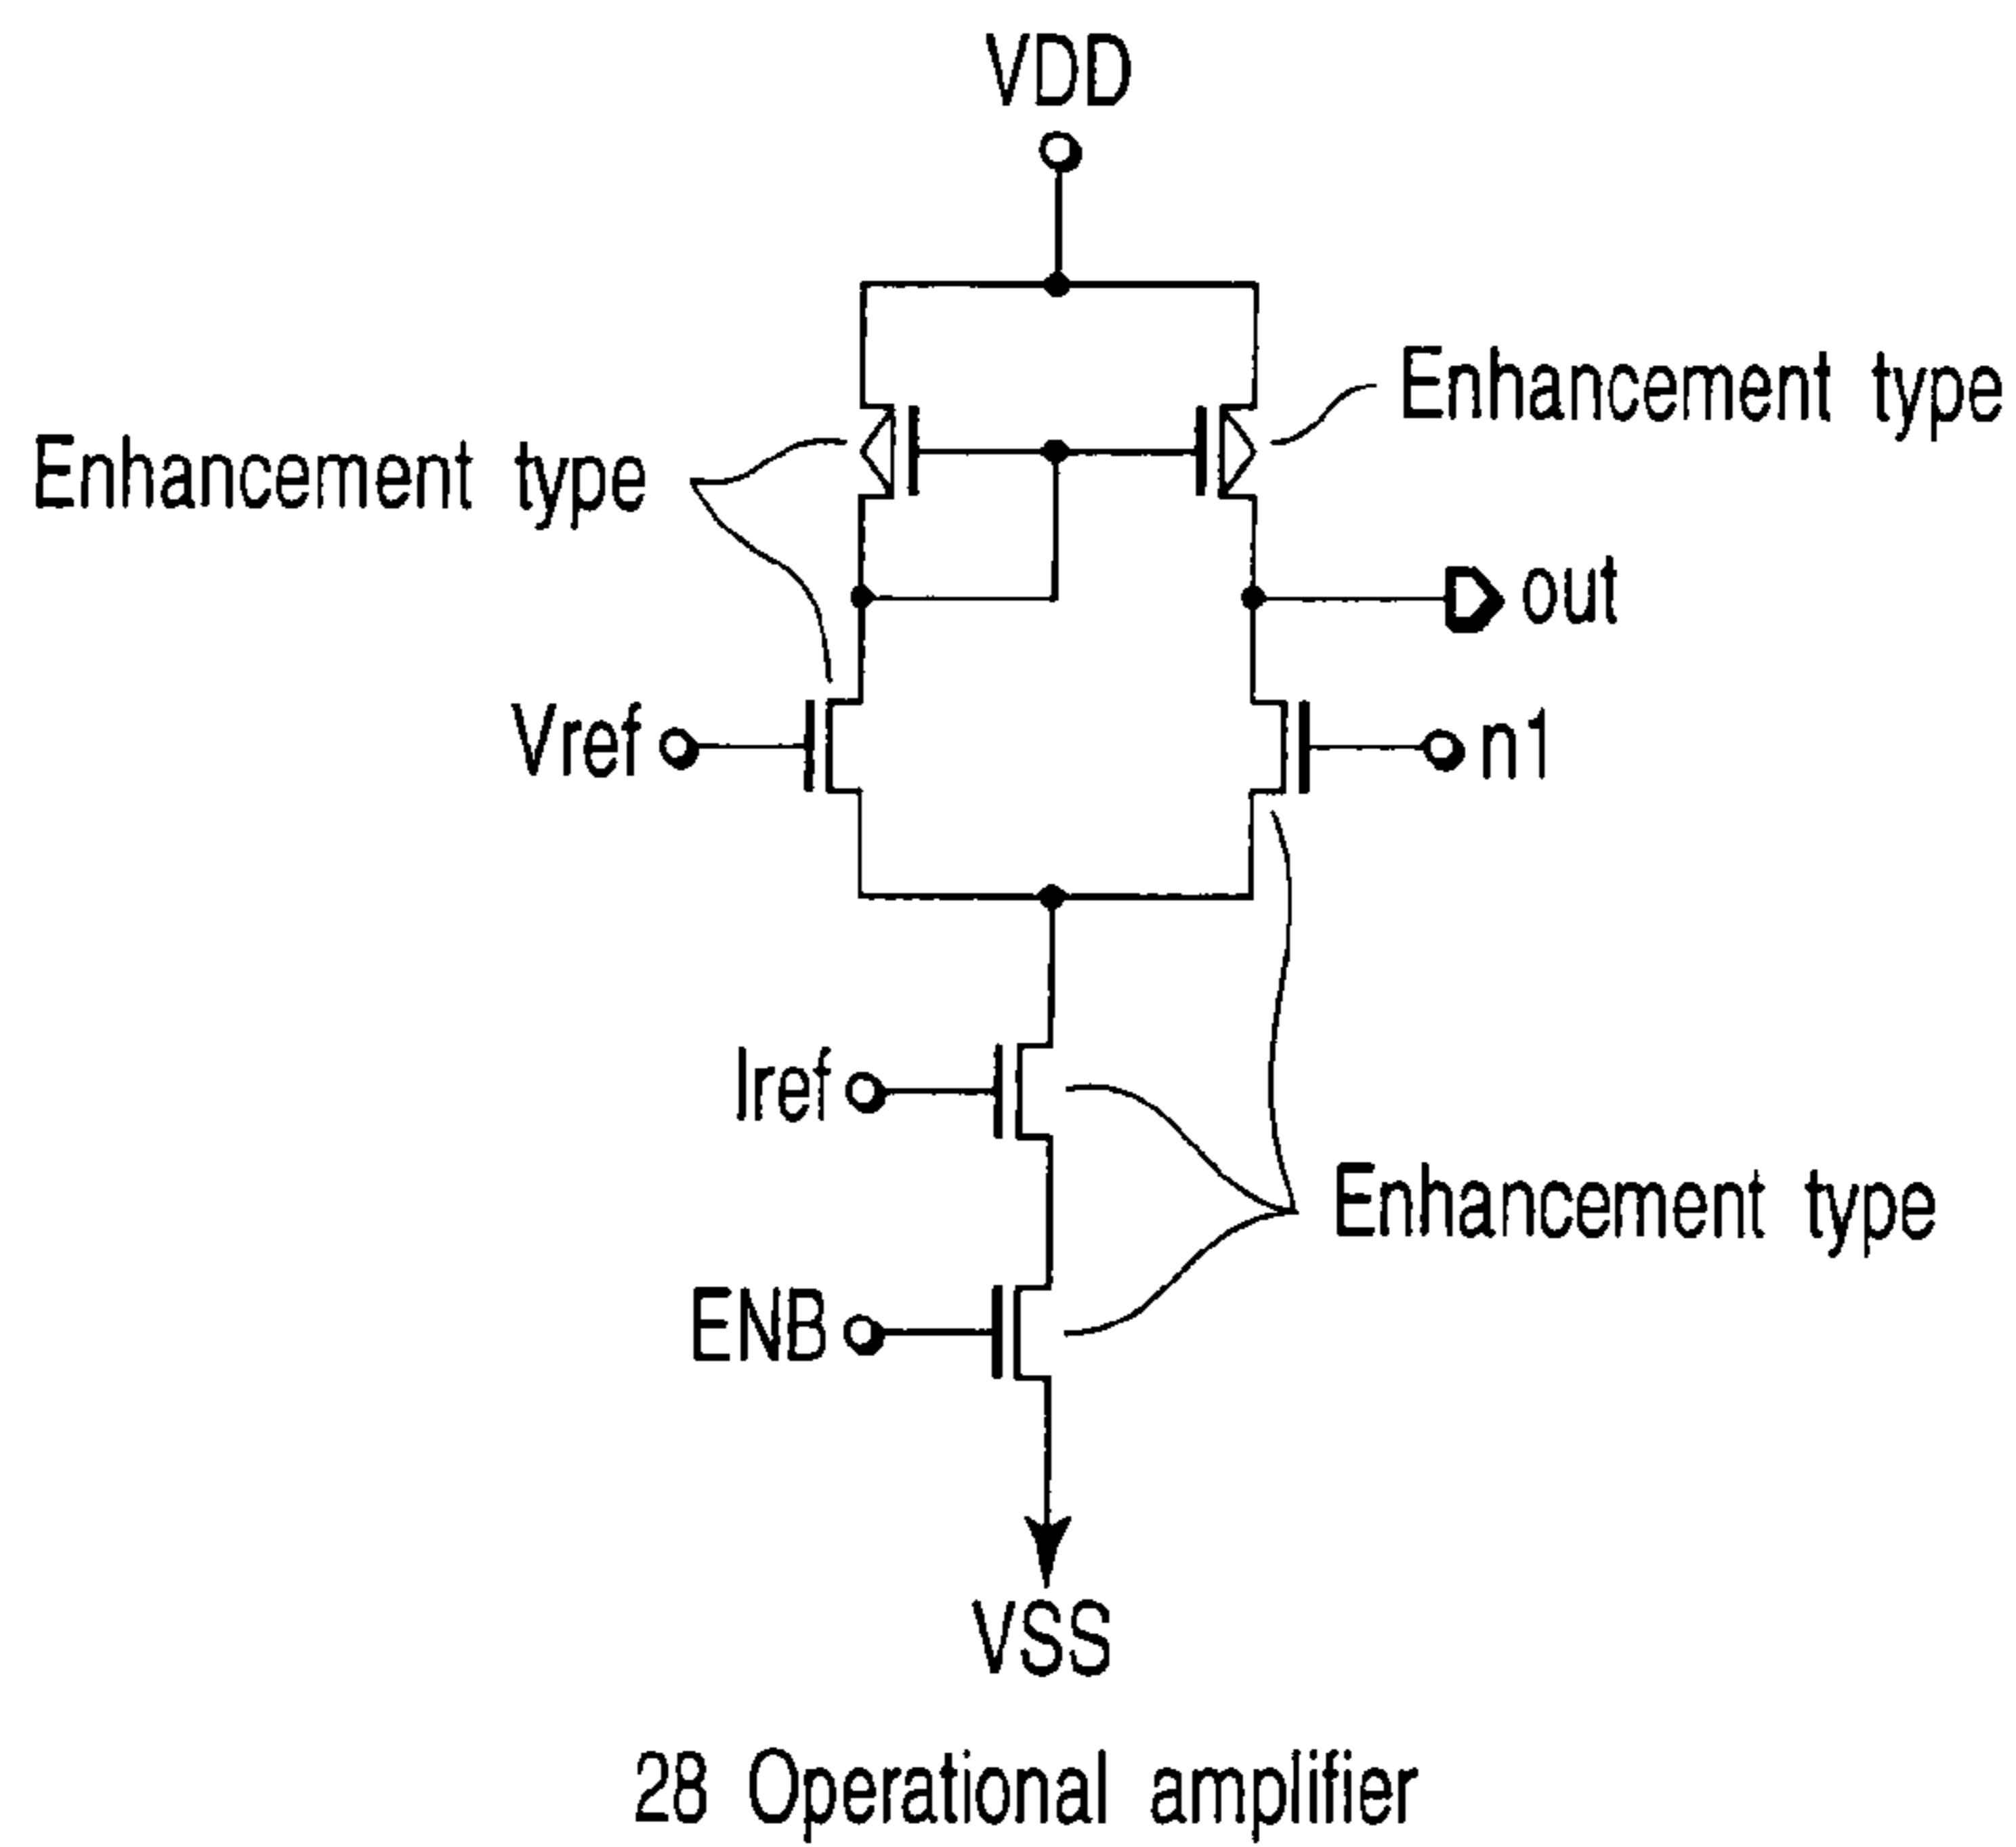 VDD
Enhancement type
Enhancement type
out
Vref
n1
Iref
Enhancement type
ENB
VSS
28 Operational amplifier